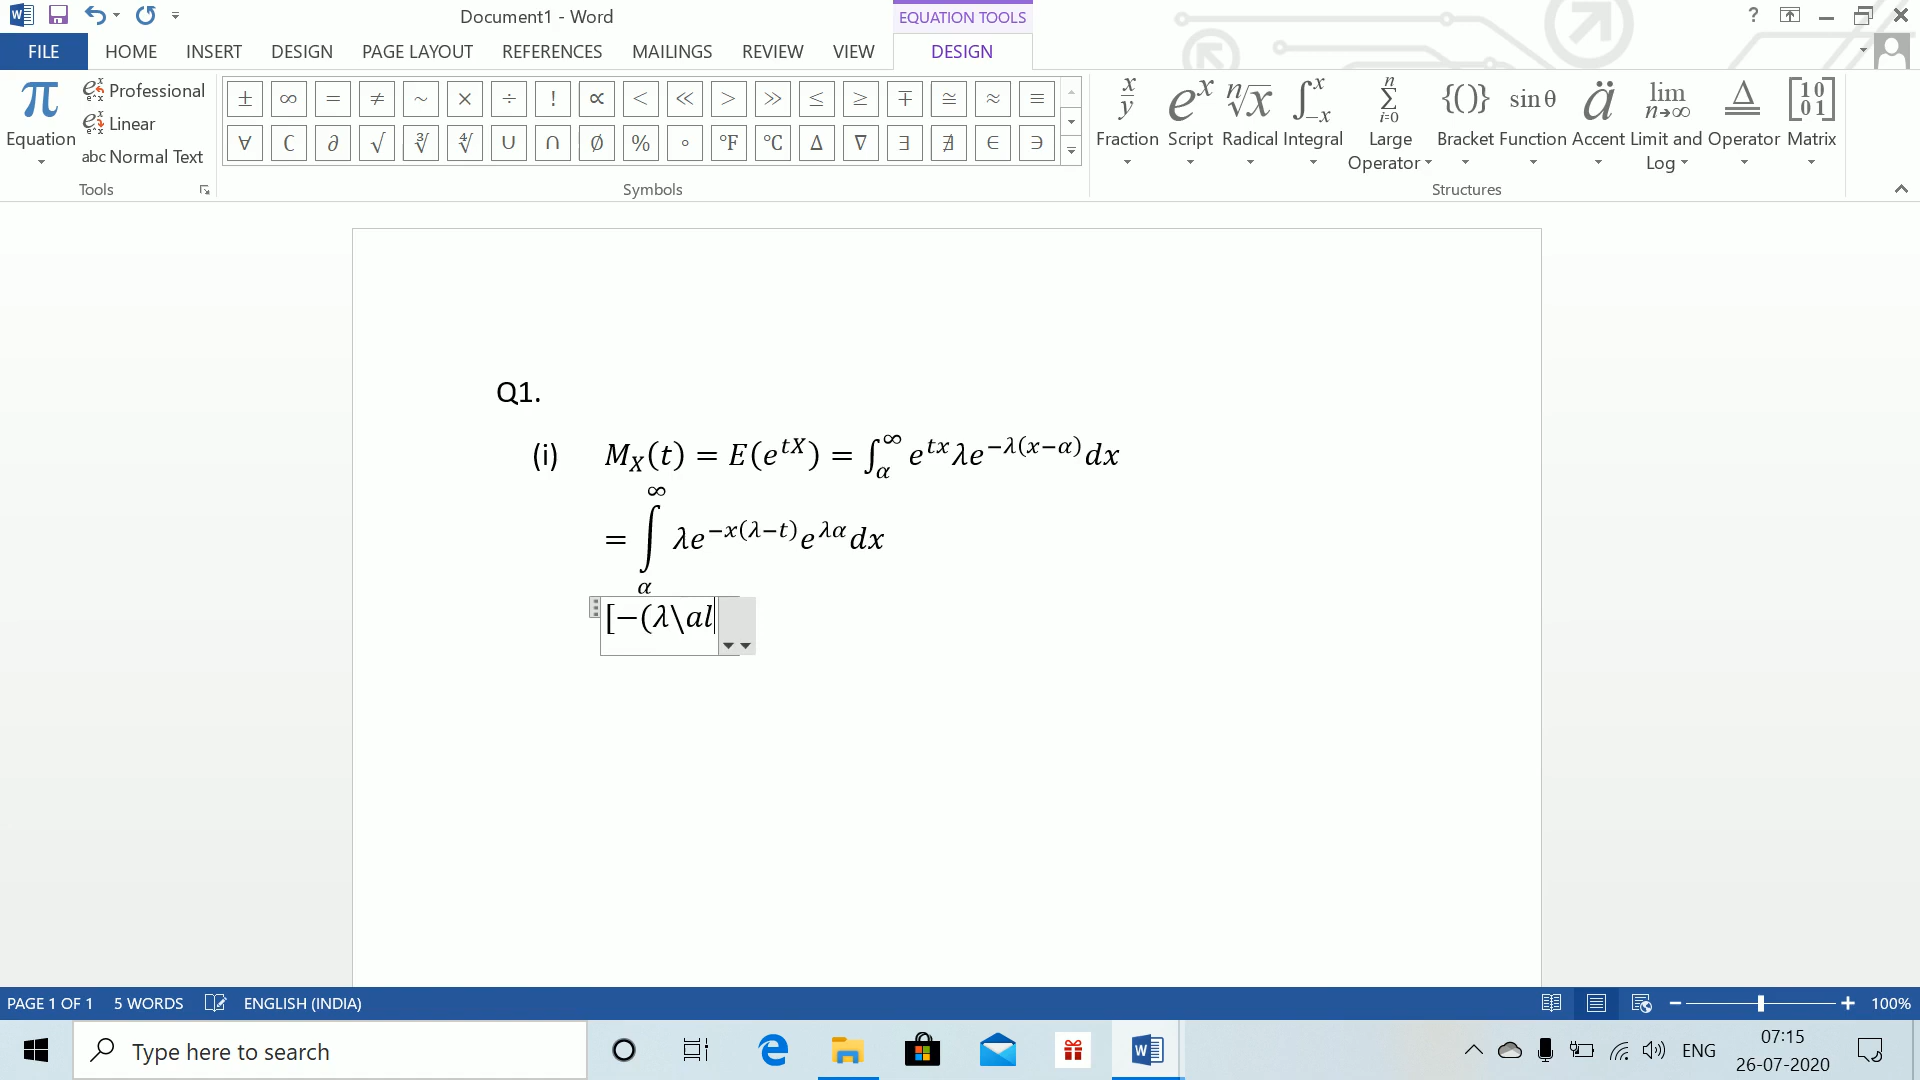 Document1 - Word
EQUATION TOOLS
?
FILE HOME INSERT DESIGN PAGE LAYOUT REFERENCES MAILINGS REVIEW VIEW DESIGN
π Equation
Professional
Linear
abc Normal Text
Tools
± ∞ = ≠ ~ × ÷ ! ∝ < ≪ > ≫ ≤ ≥ ∓ ≅ ≈ ≡
∀ ∁ ∂ √ ∛ ∜ ∪ ∩ ∅ % ° °F °C ∆ ∇ ∃ ∄ ∈ ∋
Symbols
Fraction Script Radical Integral Large Operator Bracket Function Accent Limit and Log Operator Matrix
Structures
Q1.
(i) M_X(t) = E(e^{tX}) = ∫_α^∞ e^{tx}λe^{−λ(x−α)}dx
= ∫_α^∞ λe^{−x(λ−t)}e^{λα}dx
[−(λ\al
PAGE 1 OF 1 5 WORDS ENGLISH (INDIA) 100%
Type here to search
ENG
07:15
26-07-2020